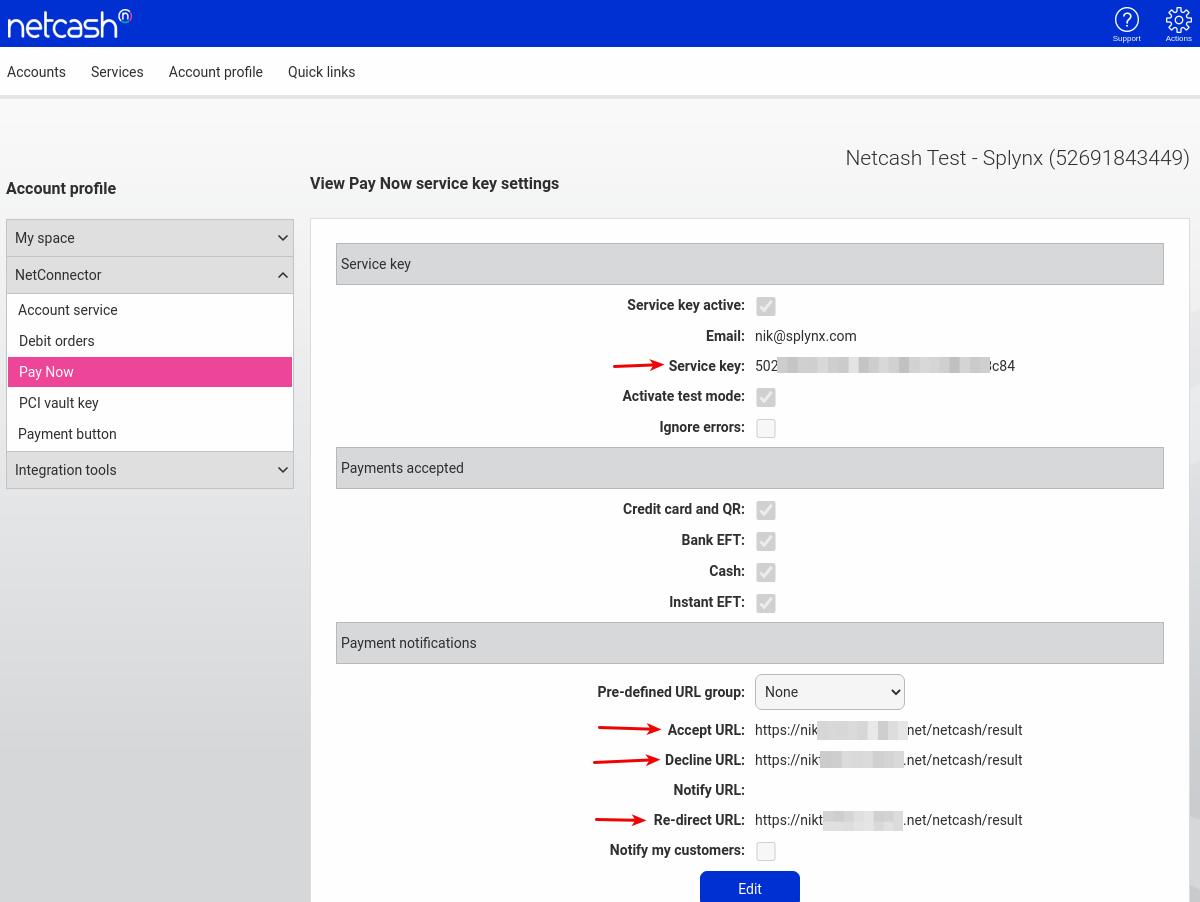 netcash
Support
Actions
Accounts Services Account profile Quick links
Netcash Test - Splynx (52691843449)
Account profile
View Pay Now service key settings
My space
NetConnector
Account service
Debit orders
Pay Now
PCI vault key
Payment button
Integration tools
Service key
Service key active:
Email: nik@splynx.com
Service key: 502 c84
Activate test mode:
Ignore errors:
Payments accepted
Credit card and QR:
Bank EFT:
Cash:
Instant EFT:
Payment notifications
Pre-defined URL group: None
Accept URL: https://nik net/netcash/result
Decline URL: https://nik .net/netcash/result
Notify URL:
Re-direct URL: https://nikt .net/netcash/result
Notify my customers:
Edit